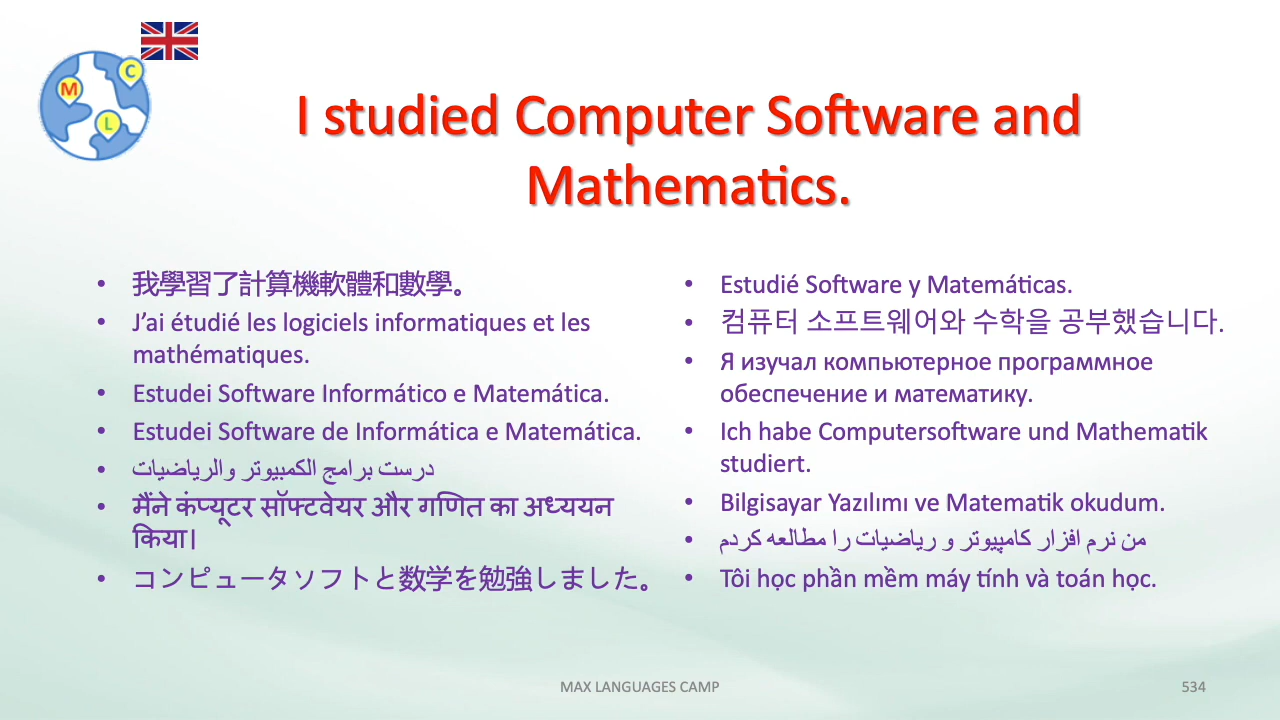 M
C
L
I studied Computer Software and
Mathematics.
• 我學習了計算機軟體和數學。
• J’ai étudié les logiciels informatiques et les
mathématiques.
• Estudei Software Informático e Matemática.
• Estudei Software de Informática e Matemática.
• درست برامج الكمبيوتر والرياضيات
• मैंने कंप्यूटर सॉफ्टवेयर और गणित का अध्ययन
किया।
• コンピュータソフトと数学を勉強しました。
• Estudié Software y Matemáticas.
• 컴퓨터 소프트웨어와 수학을 공부했습니다.
• Я изучал компьютерное программное
обеспечение и математику.
• Ich habe Computersoftware und Mathematik
studiert.
• Bilgisayar Yazılımı ve Matematik okudum.
• من نرم افزار کامپیوتر و ریاضیات را مطالعه کردم
• Tôi học phần mềm máy tính và toán học.
MAX LANGUAGES CAMP
534